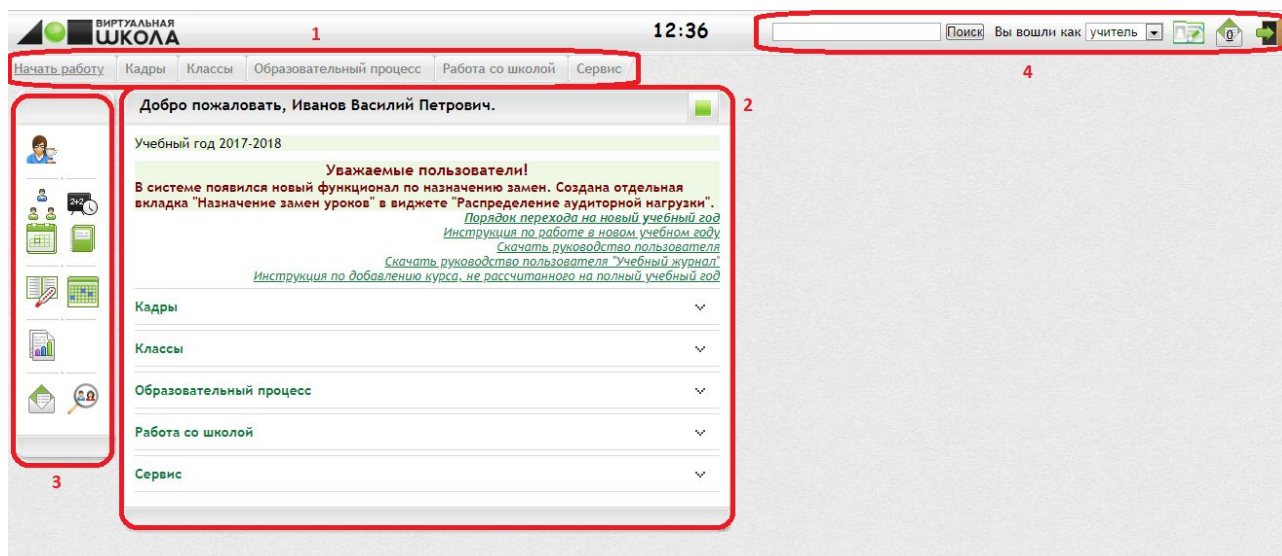 ВИРТУАЛЬНАЯ
ШКОЛА
1
12:36
Поиск Вы вошли как учитель 0
Начать работу Кадры Классы Образовательный процесс Работа со школой Сервис
4
Добро пожаловать, Иванов Василий Петрович.
2
Учебный год 2017-2018
Уважаемые пользователи!
В системе появился новый функционал по назначению замен. Создана отдельная
вкладка "Назначение замен уроков" в виджете "Распределение аудиторной нагрузки".
2+2
Порядок перехода на новый учебный год
Инструкция по работе в новом учебном году
Скачать руководство пользователя
Скачать руководство пользователя "Учебный журнал"
Инструкция по добавлению курса, не рассчитанного на полный учебный год
Кадры
Классы
Образовательный процесс
Работа со школой
Сервис
3